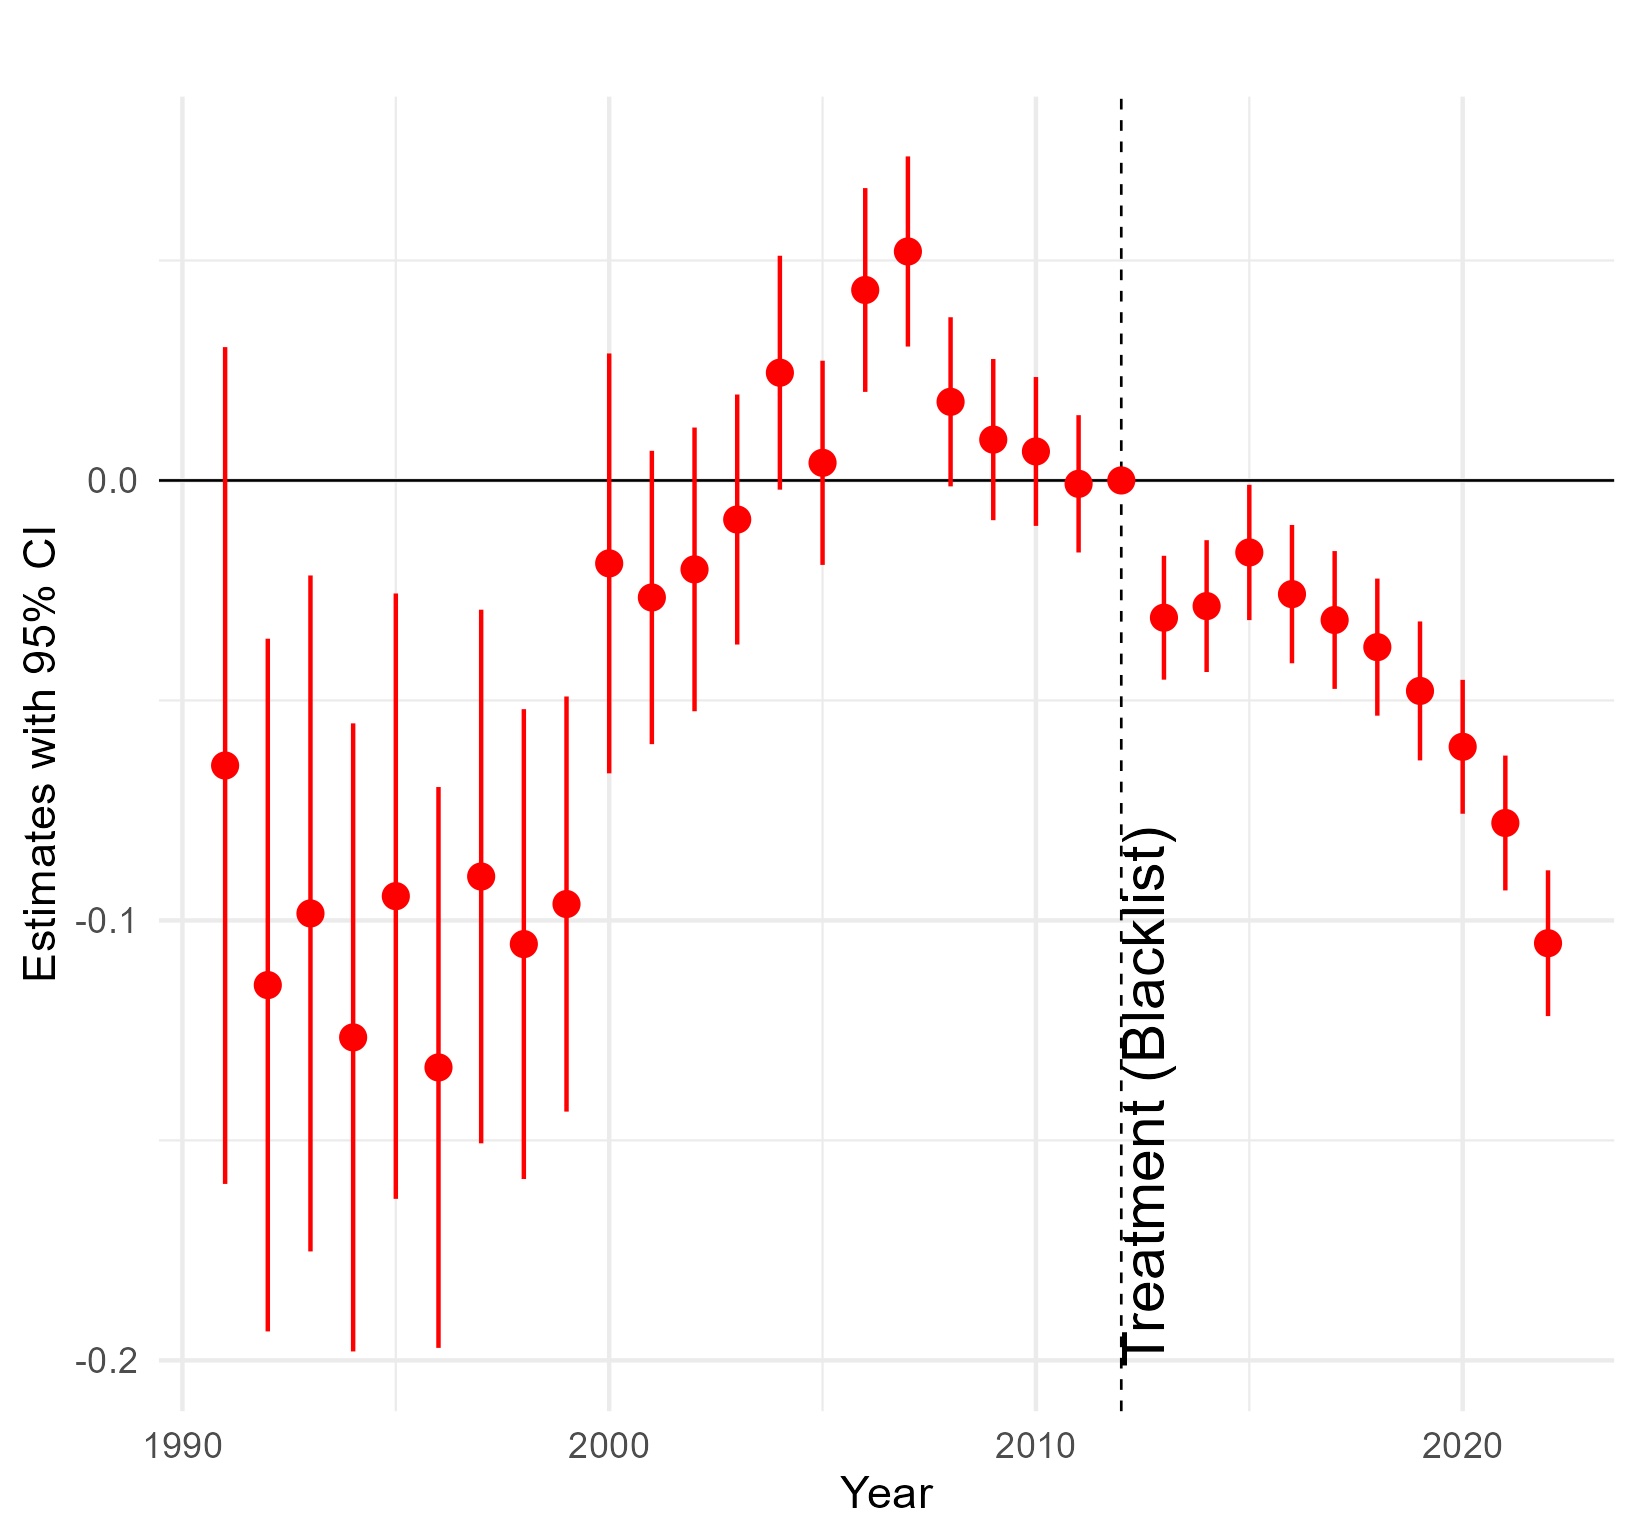 Estimates with 95% CI
0.0
-0.1
-0.2
Treatment (Blacklist)
1990
2000
2010
2020
Year